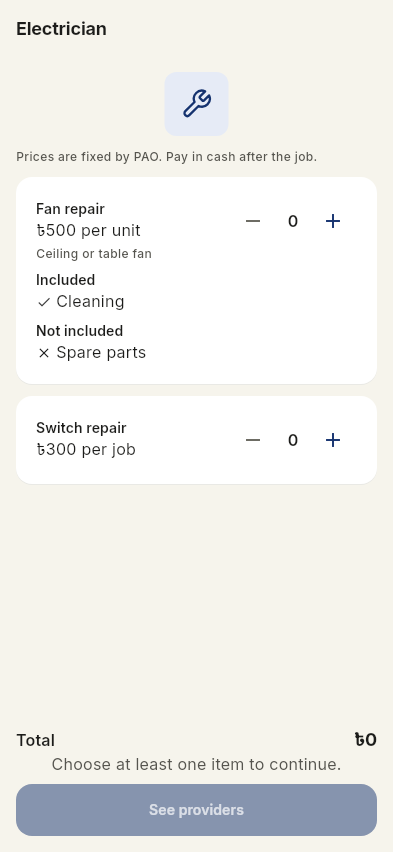 Electrician
Prices are fixed by PAO. Pay in cash after the job.
Fan repair
৳500 per unit
Ceiling or table fan
0
Included
Cleaning
Not included
Spare parts
Switch repair
৳300 per job
0
Total
৳0
Choose at least one item to continue.
See providers